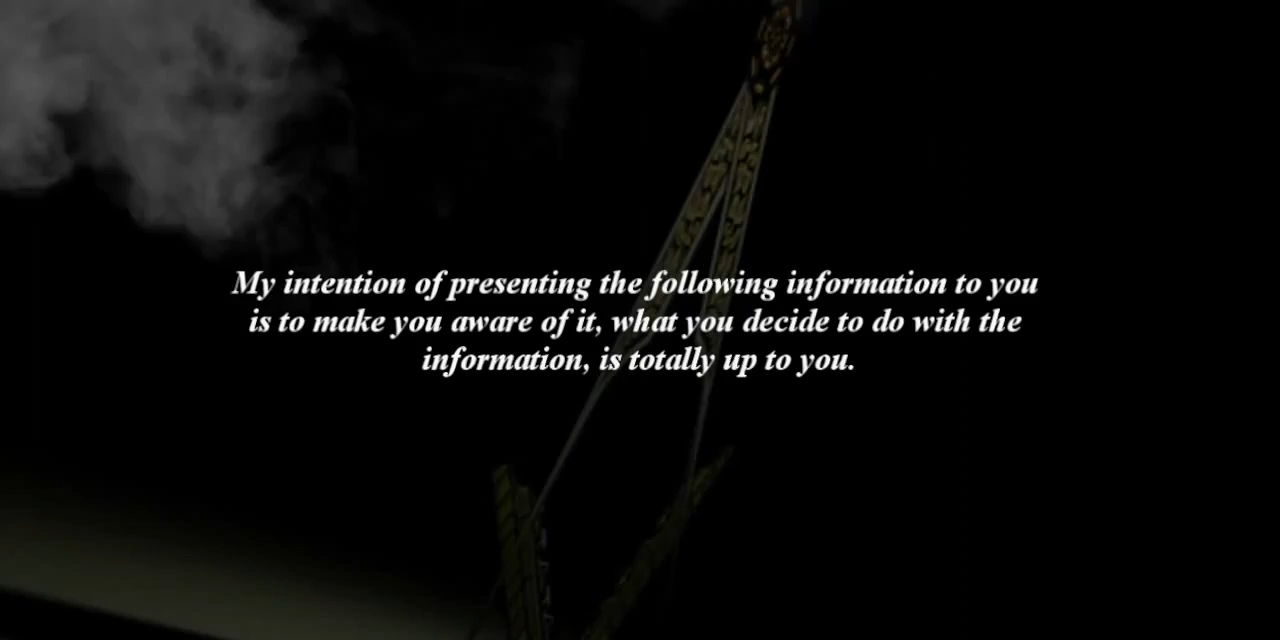 My intention of presenting the following information to you
is to make you aware of it, what you decide to do with the
information, is totally up to you.